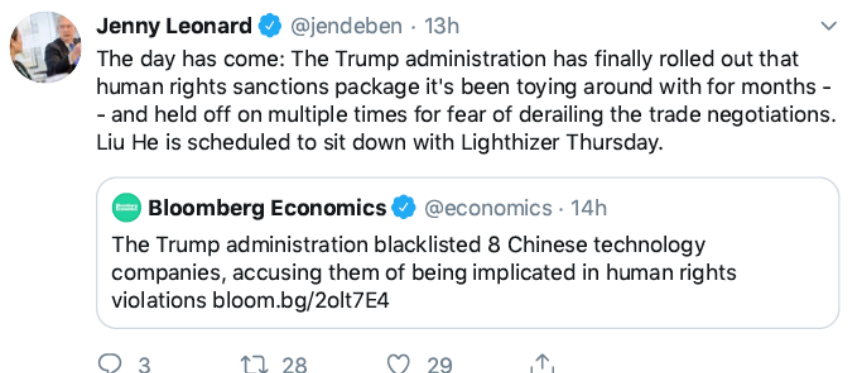 Jenny Leonard @jendeben · 13h
The day has come: The Trump administration has finally rolled out that
human rights sanctions package it's been toying around with for months -
- and held off on multiple times for fear of derailing the trade negotiations.
Liu He is scheduled to sit down with Lighthizer Thursday.
Bloomberg Economics @economics · 14h
The Trump administration blacklisted 8 Chinese technology
companies, accusing them of being implicated in human rights
violations bloom.bg/2olt7E4
3 28 29